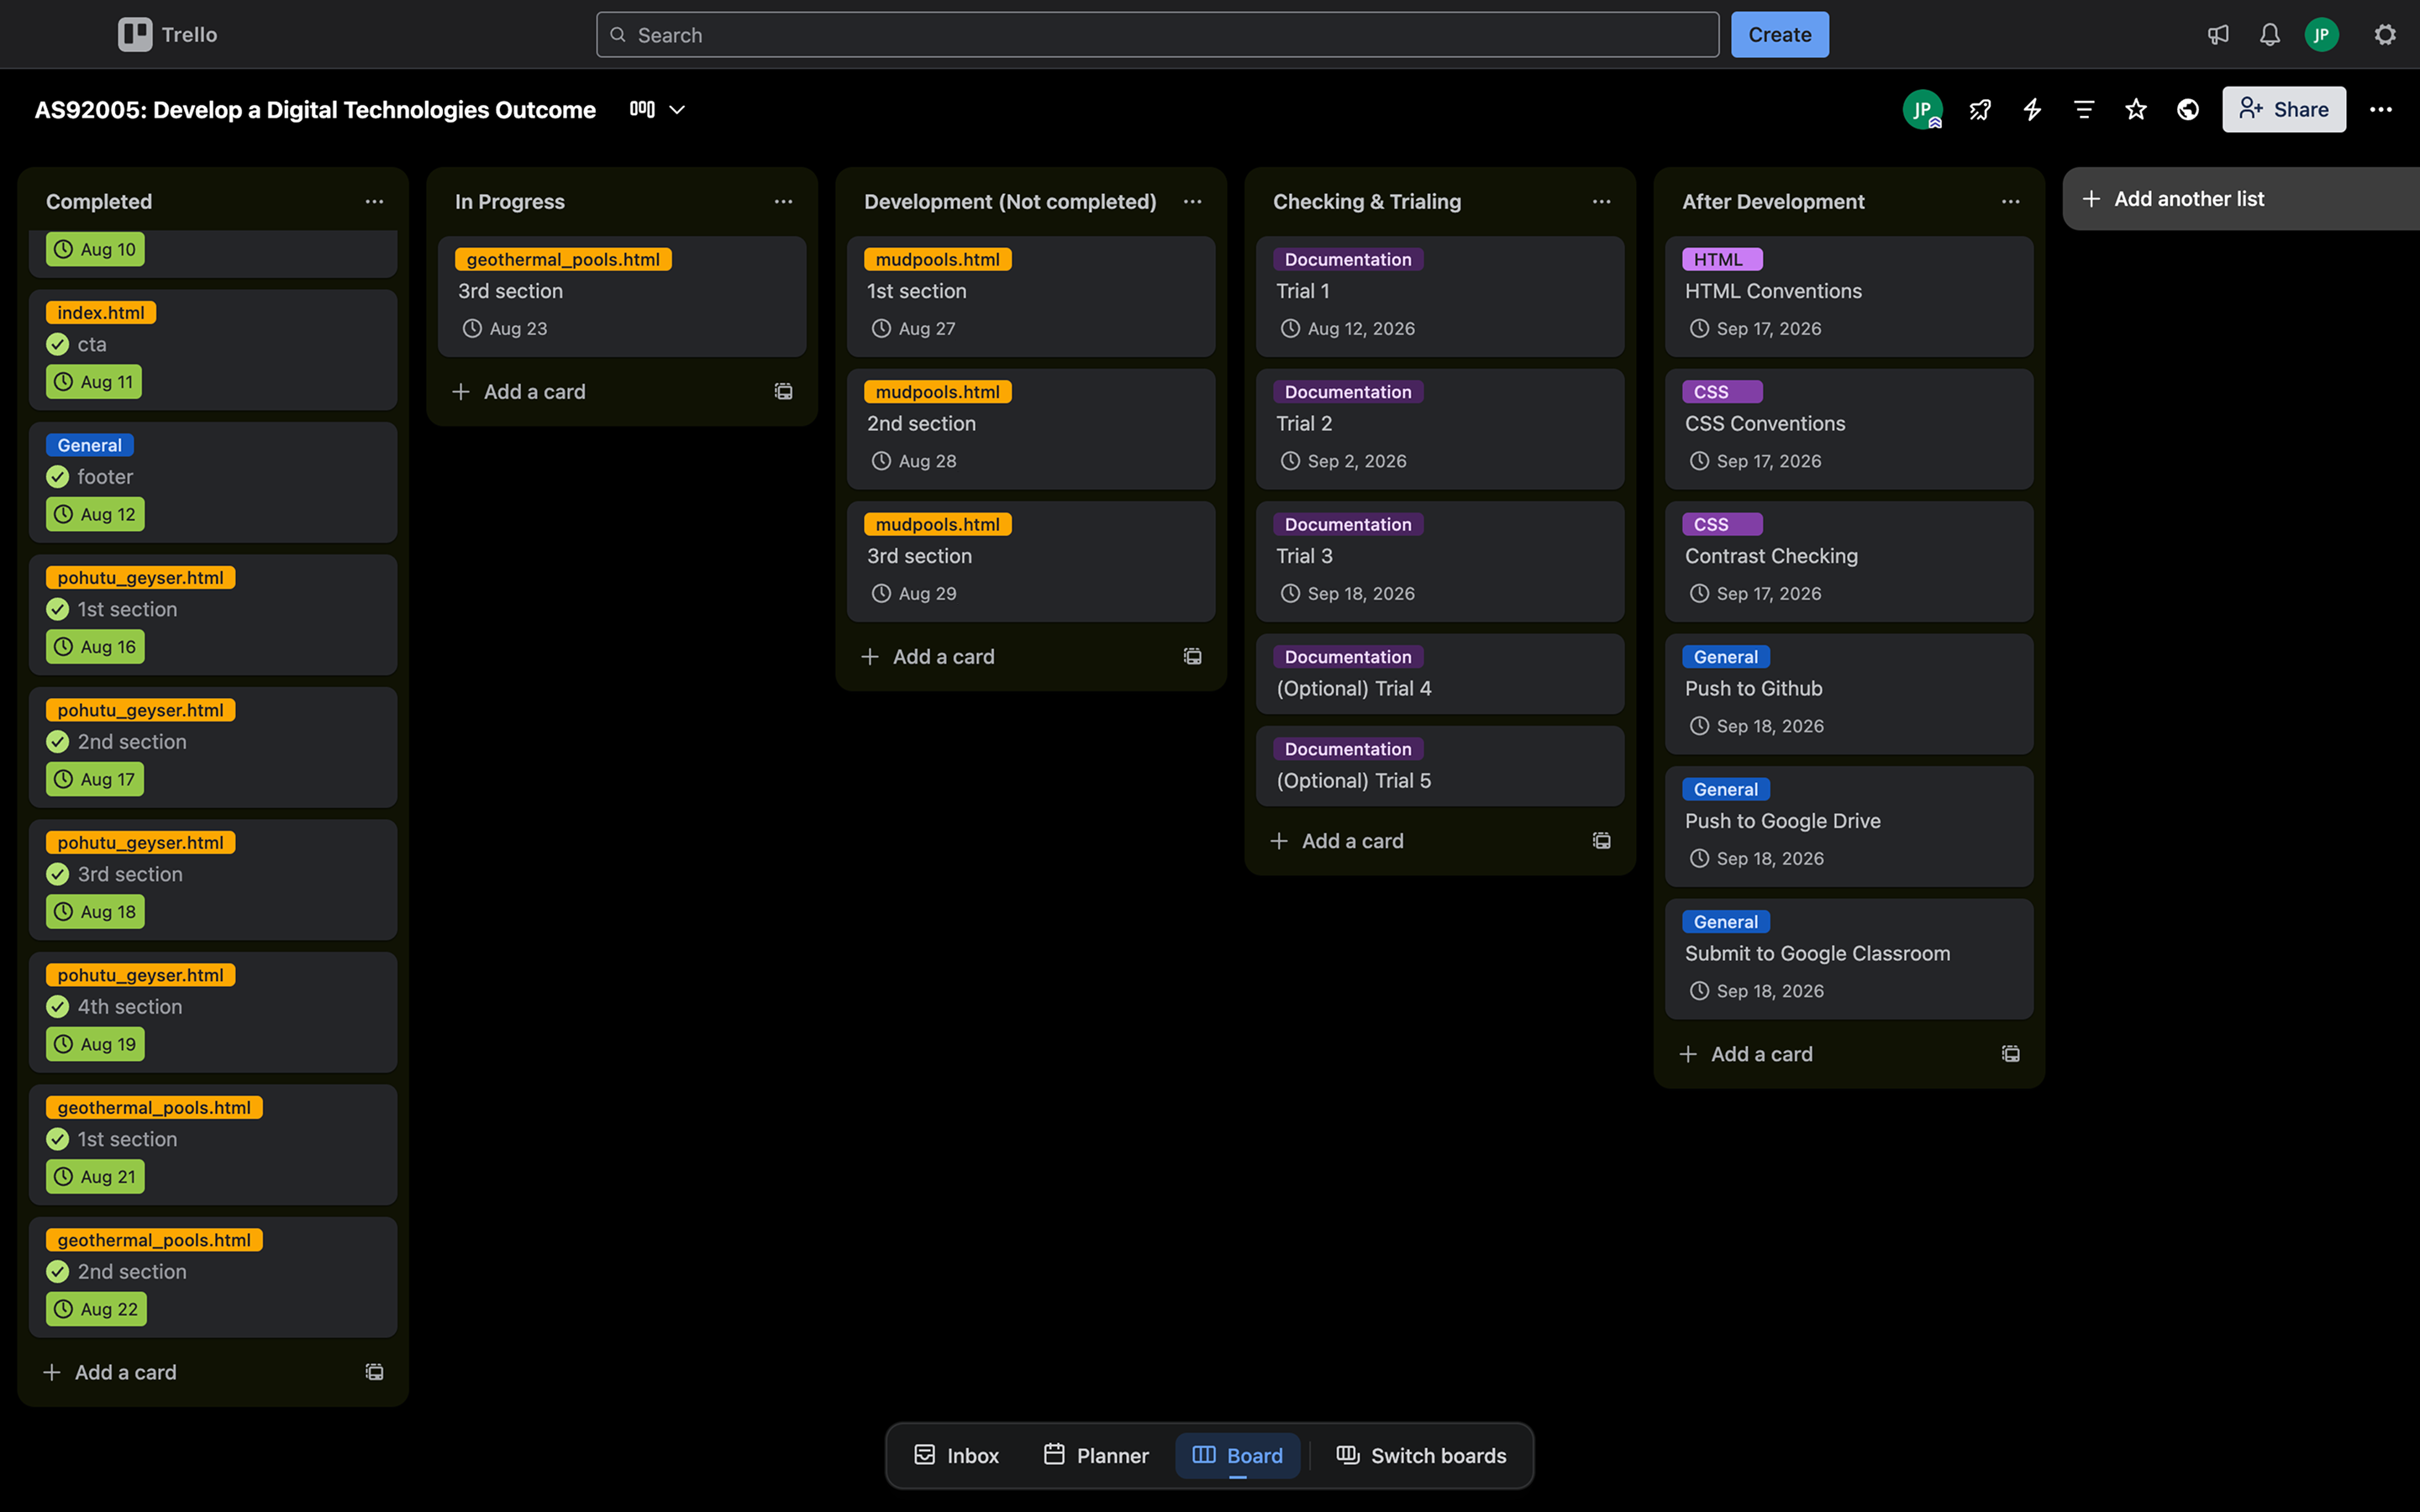 Trello
Search
Create
JP
AS92005: Develop a Digital Technologies Outcome
JP
Share
Completed
Aug 10
index.html
cta
Aug 11
General
footer
Aug 12
pohutu_geyser.html
1st section
Aug 16
pohutu_geyser.html
2nd section
Aug 17
pohutu_geyser.html
3rd section
Aug 18
pohutu_geyser.html
4th section
Aug 19
geothermal_pools.html
1st section
Aug 21
geothermal_pools.html
2nd section
Aug 22
Add a card
In Progress
geothermal_pools.html
3rd section
Aug 23
Add a card
Development (Not completed)
mudpools.html
1st section
Aug 27
mudpools.html
2nd section
Aug 28
mudpools.html
3rd section
Aug 29
Add a card
Checking & Trialing
Documentation
Trial 1
Aug 12, 2026
Documentation
Trial 2
Sep 2, 2026
Documentation
Trial 3
Sep 18, 2026
Documentation
(Optional) Trial 4
Documentation
(Optional) Trial 5
Add a card
After Development
HTML
HTML Conventions
Sep 17, 2026
CSS
CSS Conventions
Sep 17, 2026
CSS
Contrast Checking
Sep 17, 2026
General
Push to Github
Sep 18, 2026
General
Push to Google Drive
Sep 18, 2026
General
Submit to Google Classroom
Sep 18, 2026
Add a card
Add another list
Inbox
Planner
Board
Switch boards